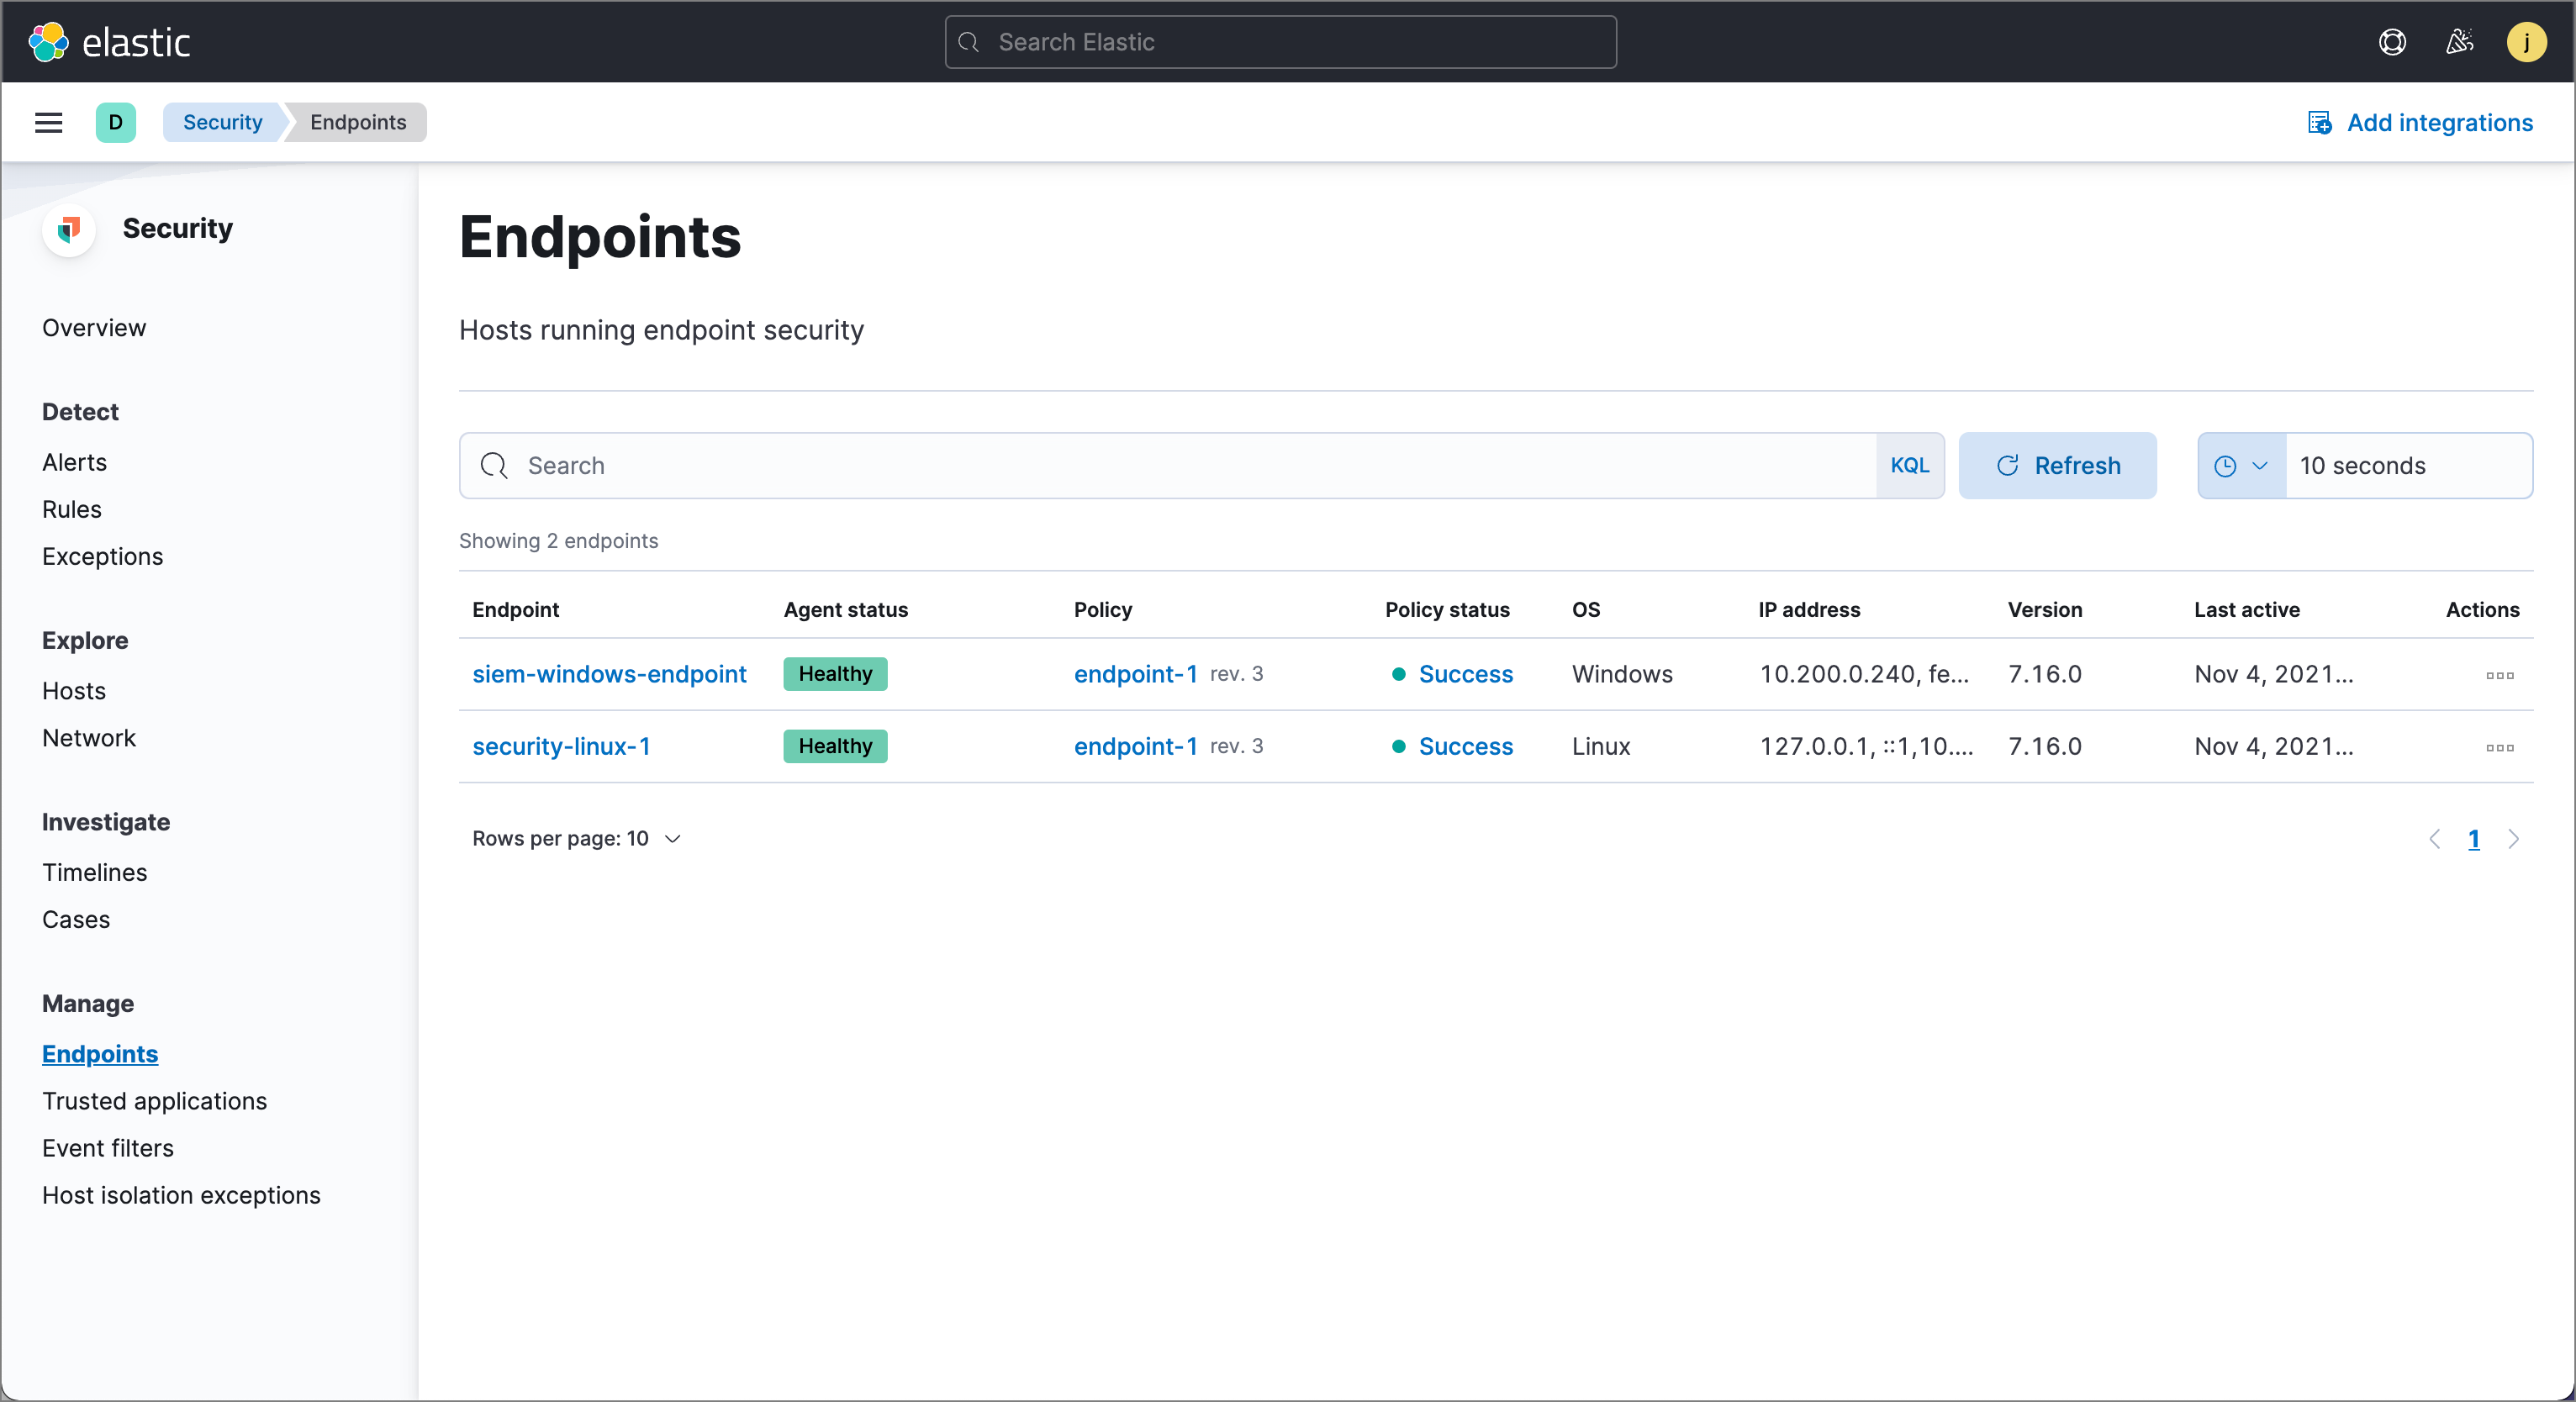 elastic
Search Elastic
j
D
Security
Endpoints
Add integrations
Security
Overview
Detect
Alerts
Rules
Exceptions
Explore
Hosts
Network
Investigate
Timelines
Cases
Manage
Endpoints
Trusted applications
Event filters
Host isolation exceptions
Endpoints
Hosts running endpoint security
Search KQL Refresh 10 seconds
Showing 2 endpoints
Endpoint Agent status Policy Policy status OS IP address Version Last active Actions
siem-windows-endpoint Healthy endpoint-1 rev. 3 Success Windows 10.200.0.240, fe... 7.16.0 Nov 4, 2021...
security-linux-1 Healthy endpoint-1 rev. 3 Success Linux 127.0.0.1, ::1,10.... 7.16.0 Nov 4, 2021...
Rows per page: 10
1